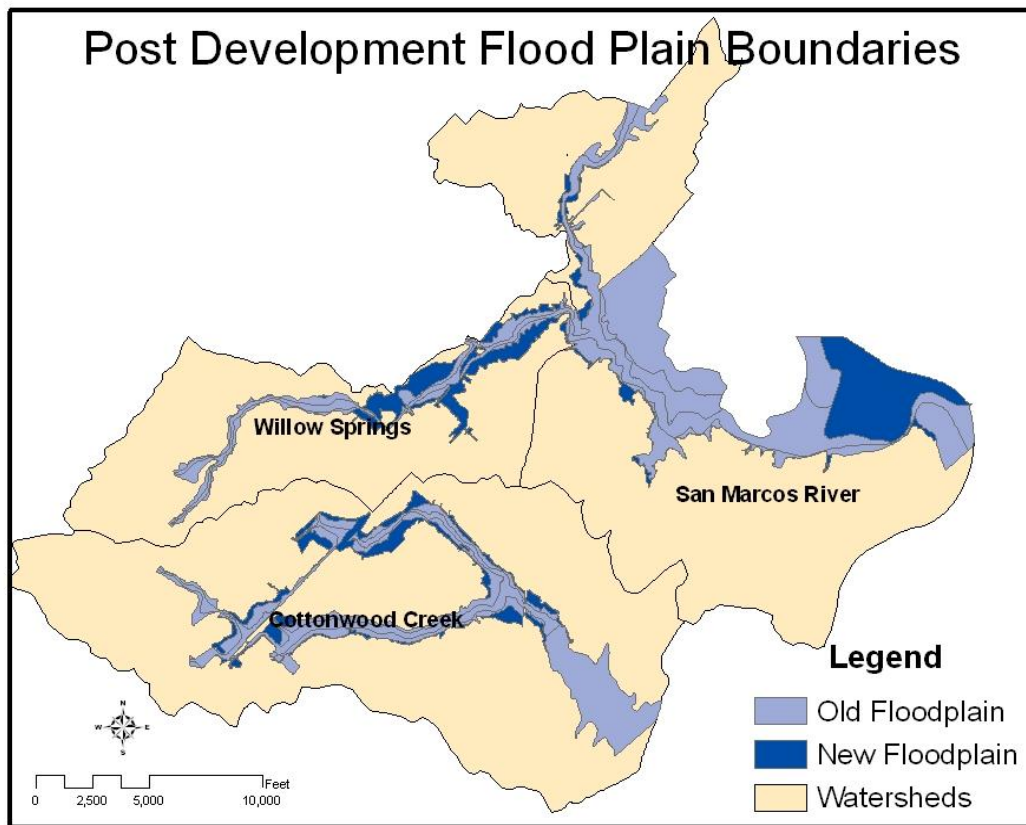 Post Development Flood Plain Boundaries
Willow Springs
San Marcos River
Cottonwood Creek
Legend
Old Floodplain
New Floodplain
Watersheds
N
W E
S
Feet
0 2,500 5,000 10,000